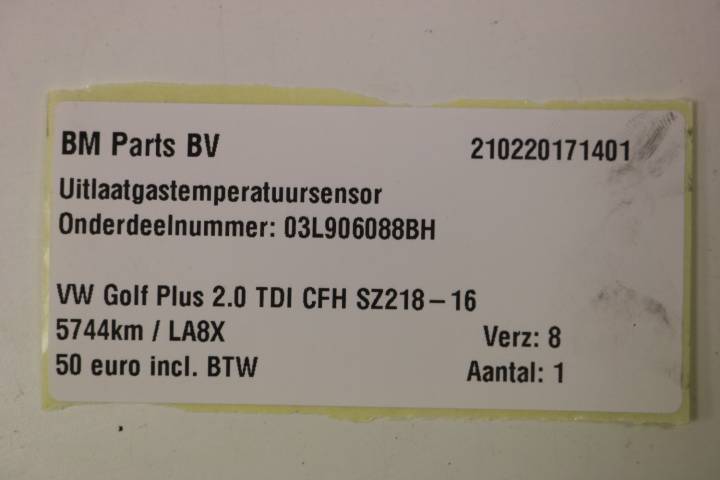 BM Parts BV 210220171401
Uitlaatgastemperatuursensor
Onderdeelnummer: 03L906088BH
VW Golf Plus 2.0 TDI CFH SZ218-16
5744km / LA8X Verz: 8
50 euro incl. BTW Aantal: 1